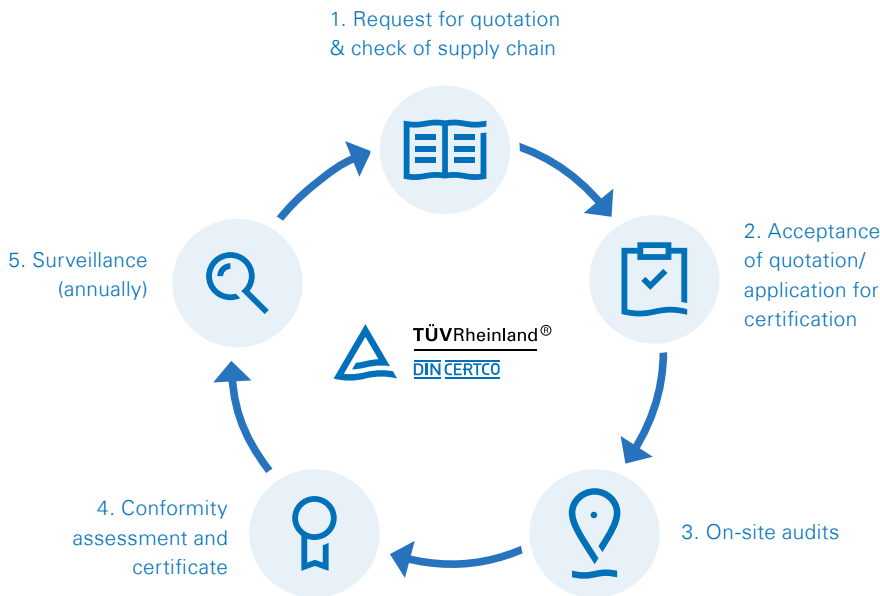 1. Request for quotation
& check of supply chain
2. Acceptance
of quotation/
application for
certification
3. On-site audits
4. Conformity
assessment and
certificate
5. Surveillance
(annually)
TÜVRheinland®
DIN CERTCO